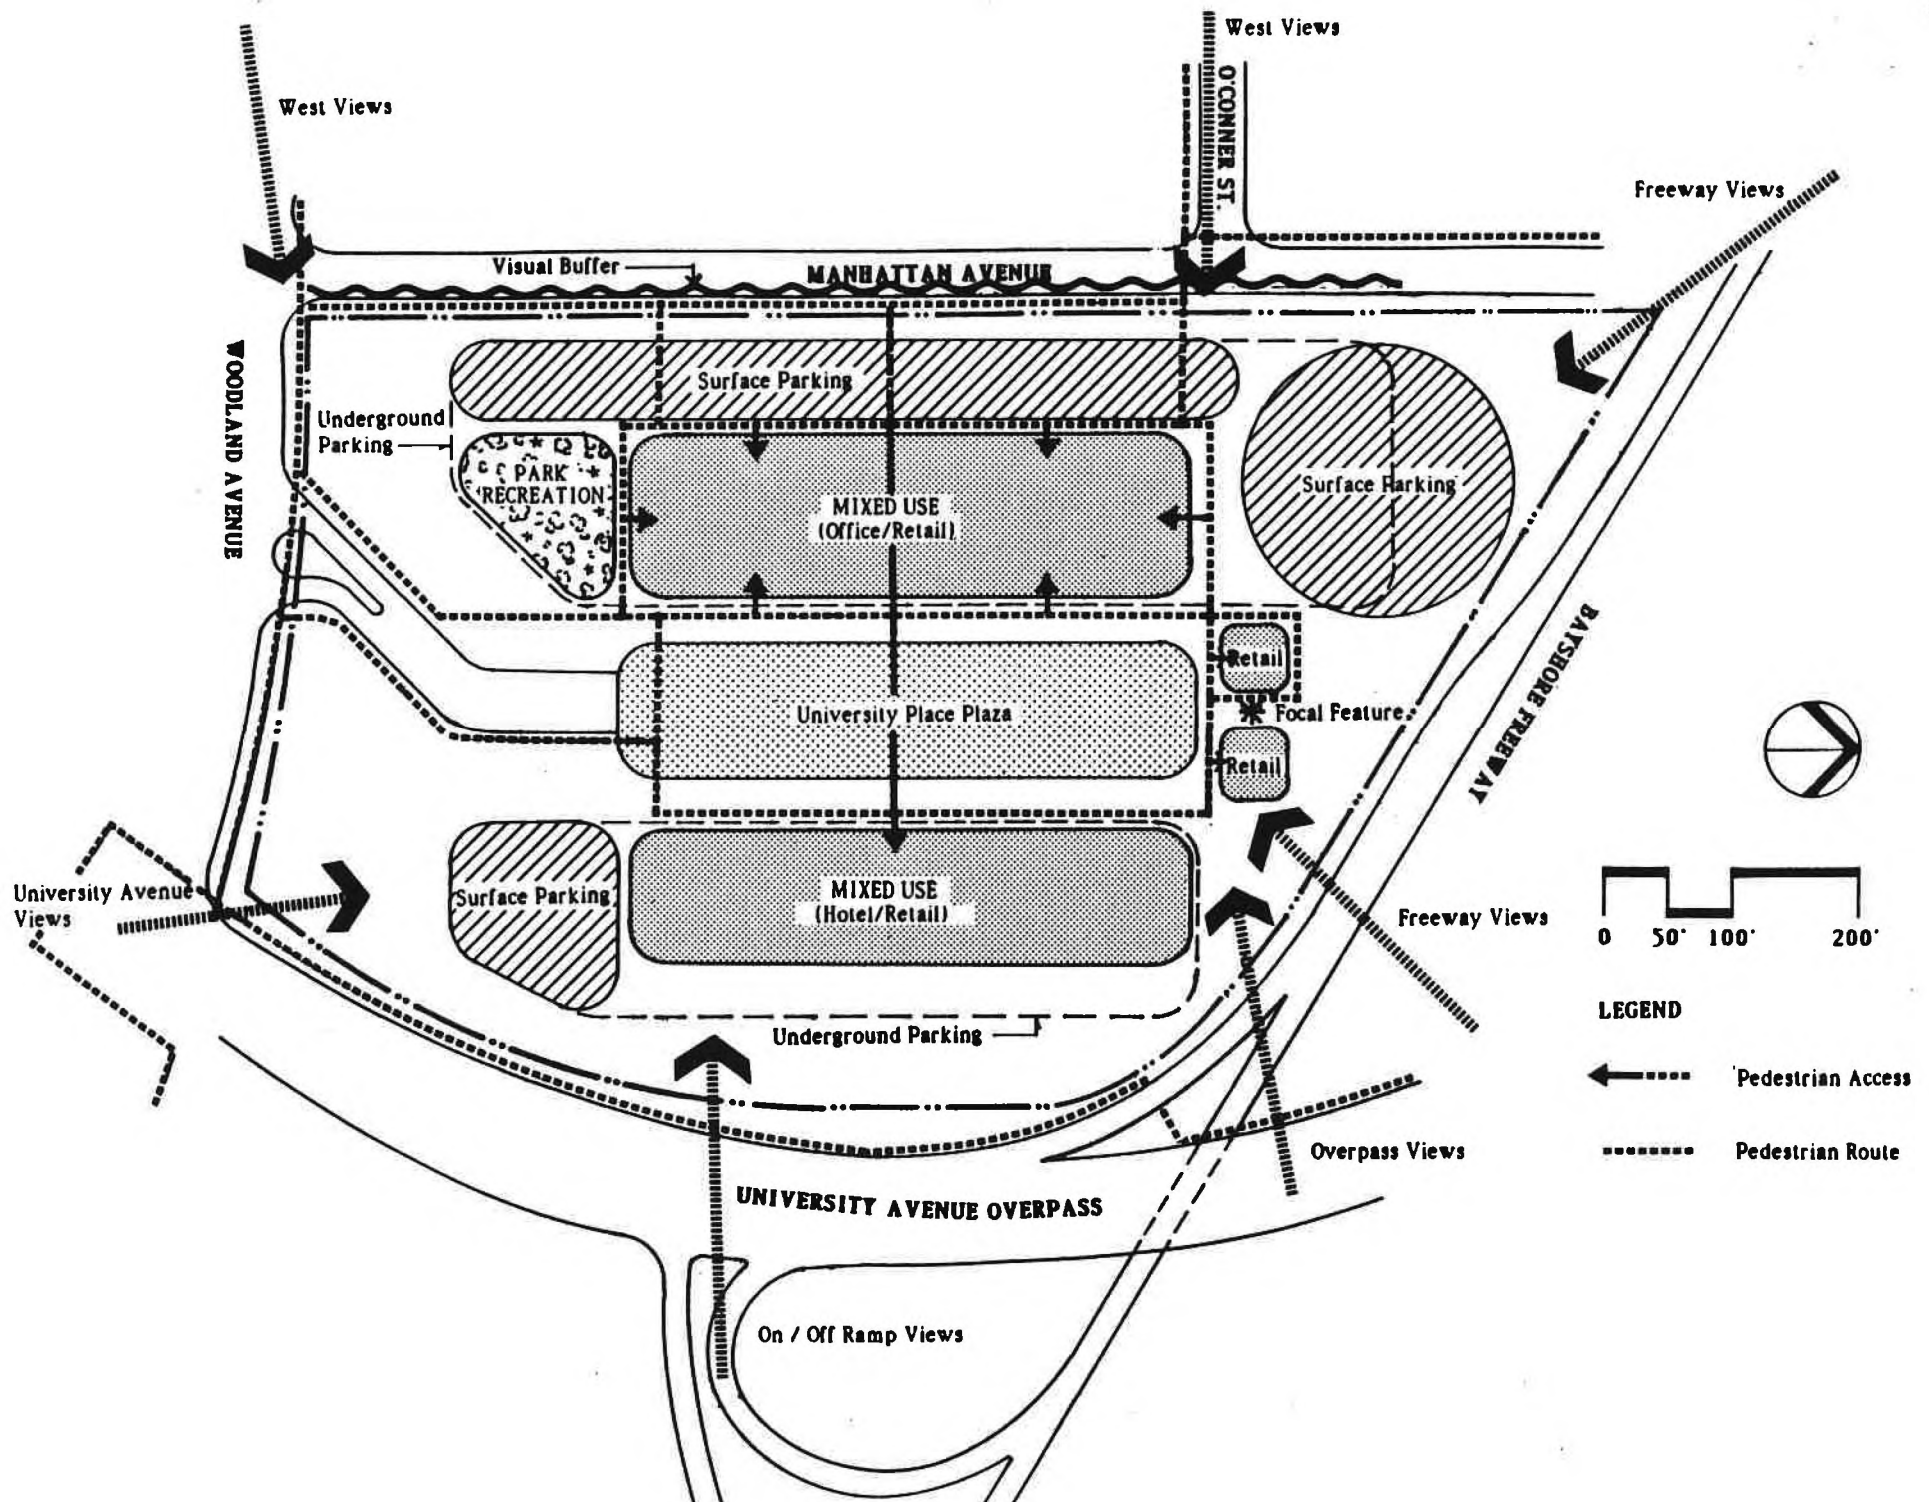 West Views
West Views
O'CONNER ST.
Freeway Views
Visual Buffer
MANHATTAN AVENUE
WOODLAND AVENUE
Surface Parking
Underground
Parking
PARK
RECREATION
MIXED USE
(Office/Retail)
Surface Parking
BAYSHORE FREEWAY
Retail
University Place Plaza
Focal Feature
Retail
University Avenue
Views
Surface Parking
MIXED USE
(Hotel/Retail)
Freeway Views
0 50' 100' 200'
LEGEND
Underground Parking
Pedestrian Access
Overpass Views
Pedestrian Route
UNIVERSITY AVENUE OVERPASS
On / Off Ramp Views